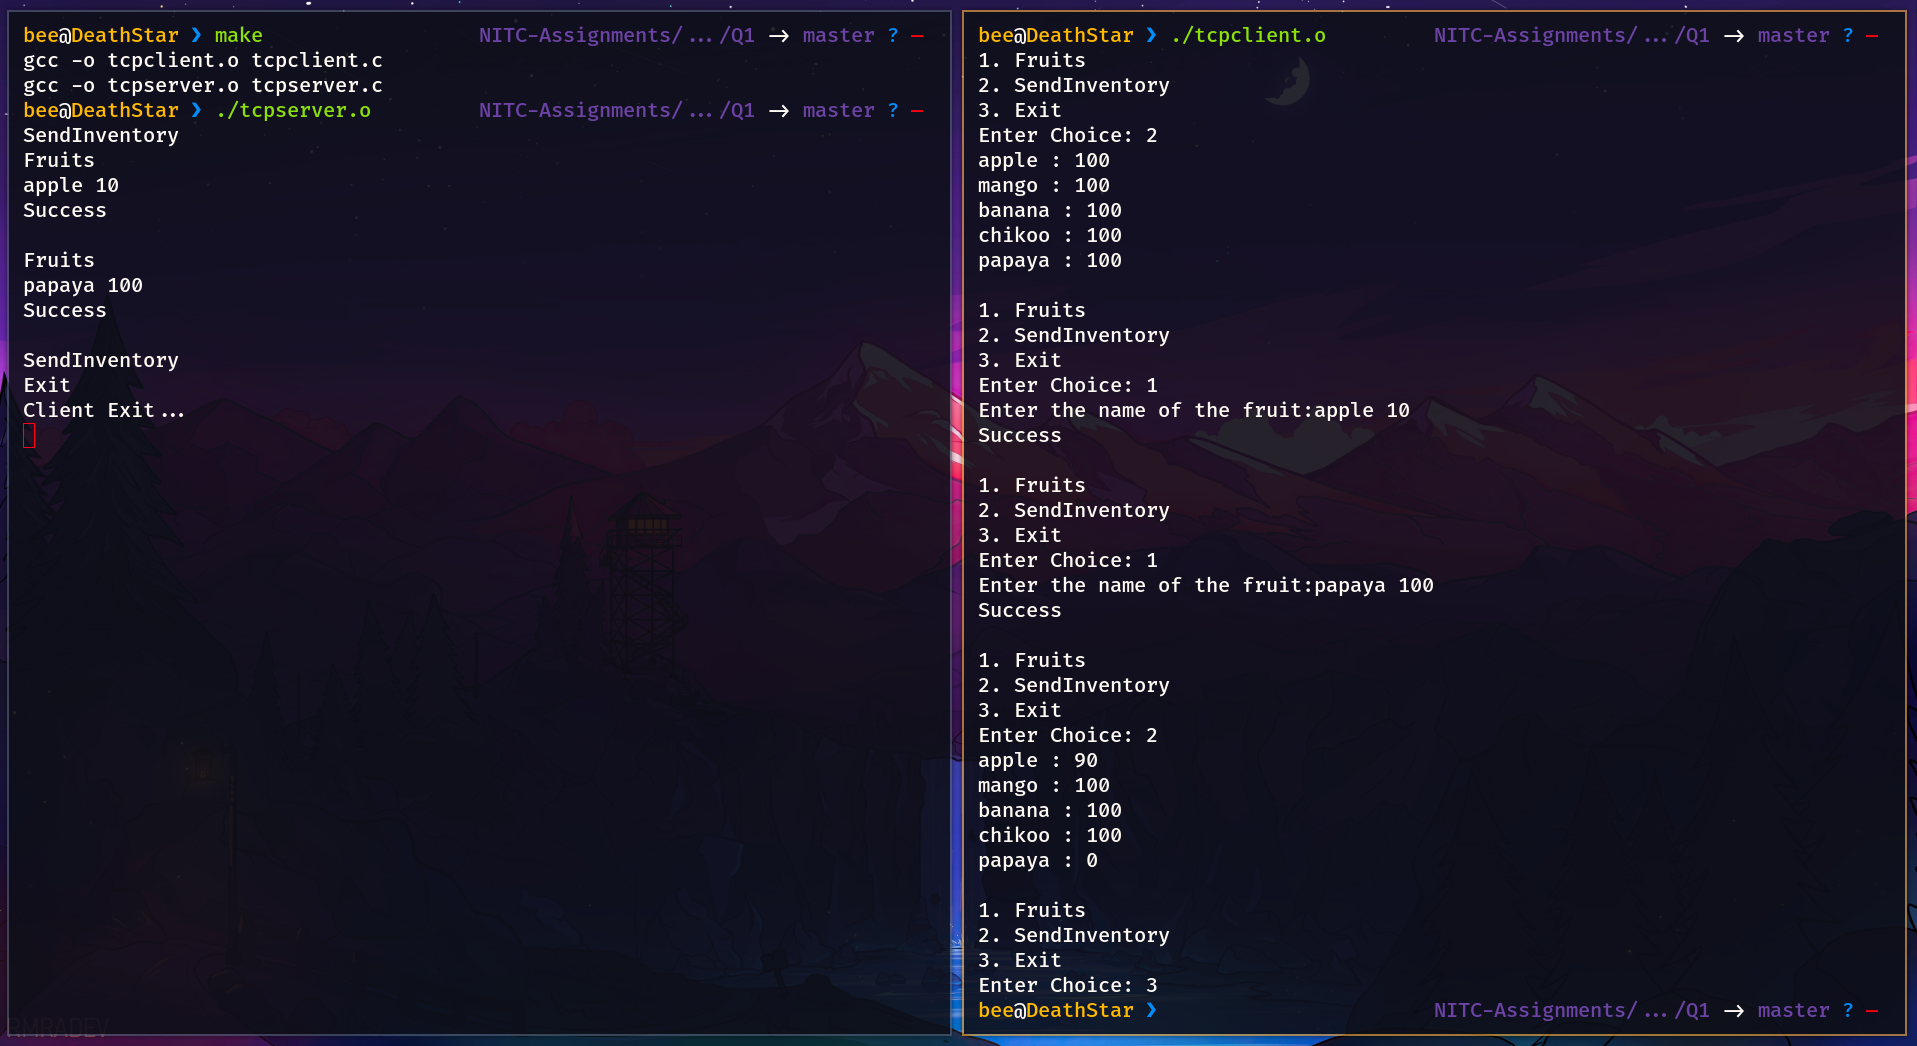 bee@DeathStar ❯ make NITC-Assignments/.../Q1 → master ? —
gcc -o tcpclient.o tcpclient.c
gcc -o tcpserver.o tcpserver.c
bee@DeathStar ❯ ./tcpserver.o NITC-Assignments/.../Q1 → master ? —
SendInventory
Fruits
apple 10
Success
Fruits
papaya 100
Success
SendInventory
Exit
Client Exit...
RMRADEV
bee@DeathStar ❯ ./tcpclient.o NITC-Assignments/.../Q1 → master ? —
1. Fruits
2. SendInventory
3. Exit
Enter Choice: 2
apple : 100
mango : 100
banana : 100
chikoo : 100
papaya : 100
1. Fruits
2. SendInventory
3. Exit
Enter Choice: 1
Enter the name of the fruit:apple 10
Success
1. Fruits
2. SendInventory
3. Exit
Enter Choice: 1
Enter the name of the fruit:papaya 100
Success
1. Fruits
2. SendInventory
3. Exit
Enter Choice: 2
apple : 90
mango : 100
banana : 100
chikoo : 100
papaya : 0
1. Fruits
2. SendInventory
3. Exit
Enter Choice: 3
bee@DeathStar ❯ NITC-Assignments/.../Q1 → master ? —